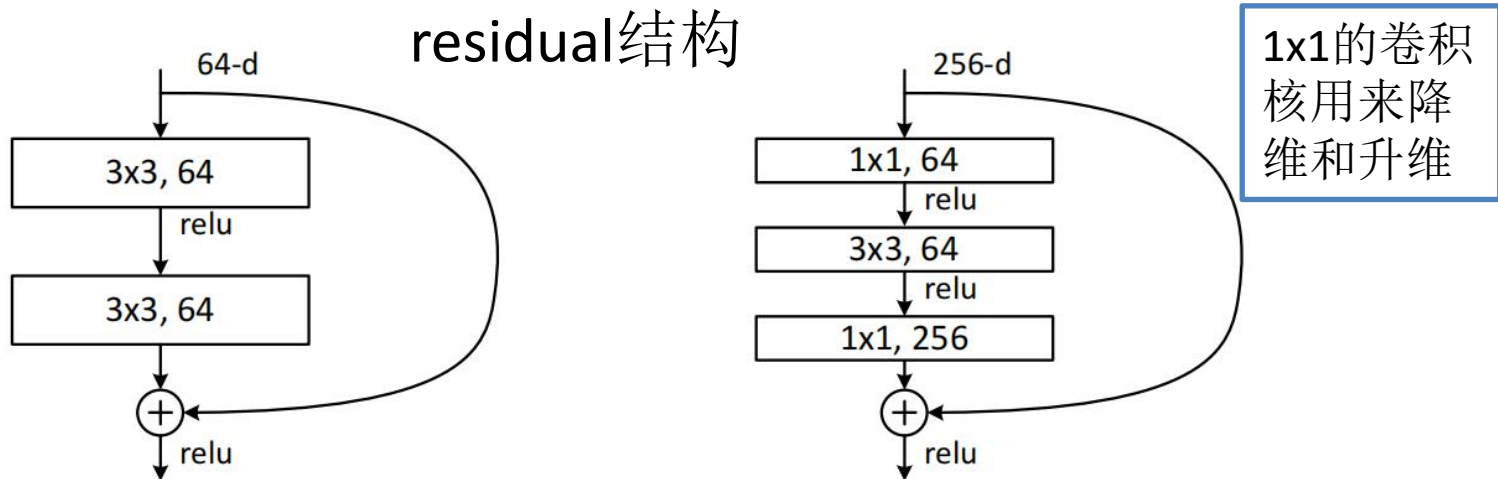 residual结构
64-d
3x3, 64
relu
3x3, 64
+
relu
256-d
1x1, 64
relu
3x3, 64
relu
1x1, 256
+
relu
1x1的卷积
核用来降
维和升维